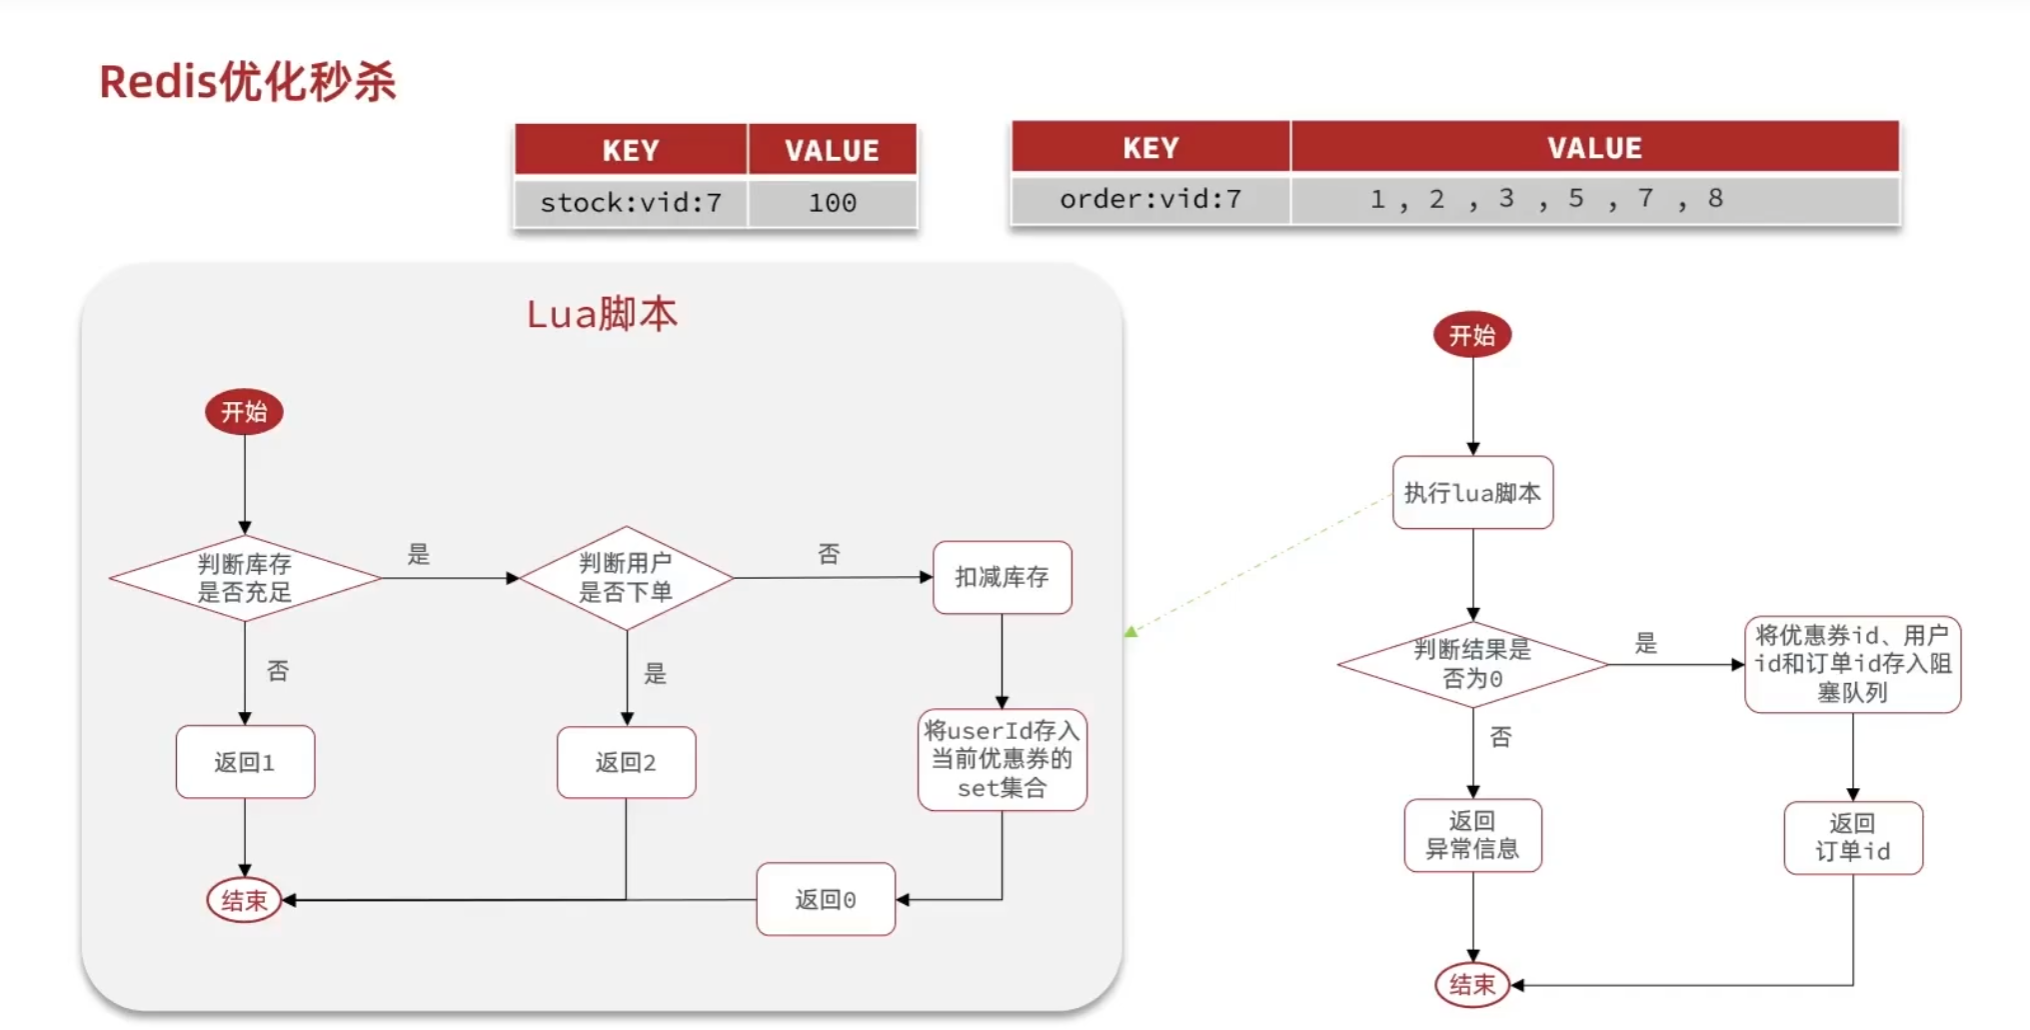 Redis优化秒杀
KEY VALUE
stock:vid:7 100
KEY VALUE
order:vid:7 1 , 2 , 3 , 5 , 7 , 8
Lua脚本
开始
判断库存
是否充足
是
判断用户
是否下单
否
扣减库存
否
是
返回1
返回2
将userId存入
当前优惠券的
set集合
结束
返回0
开始
执行lua脚本
判断结果是
否为0
是
将优惠券id、用户
id和订单id存入阻
塞队列
否
返回
异常信息
返回
订单id
结束